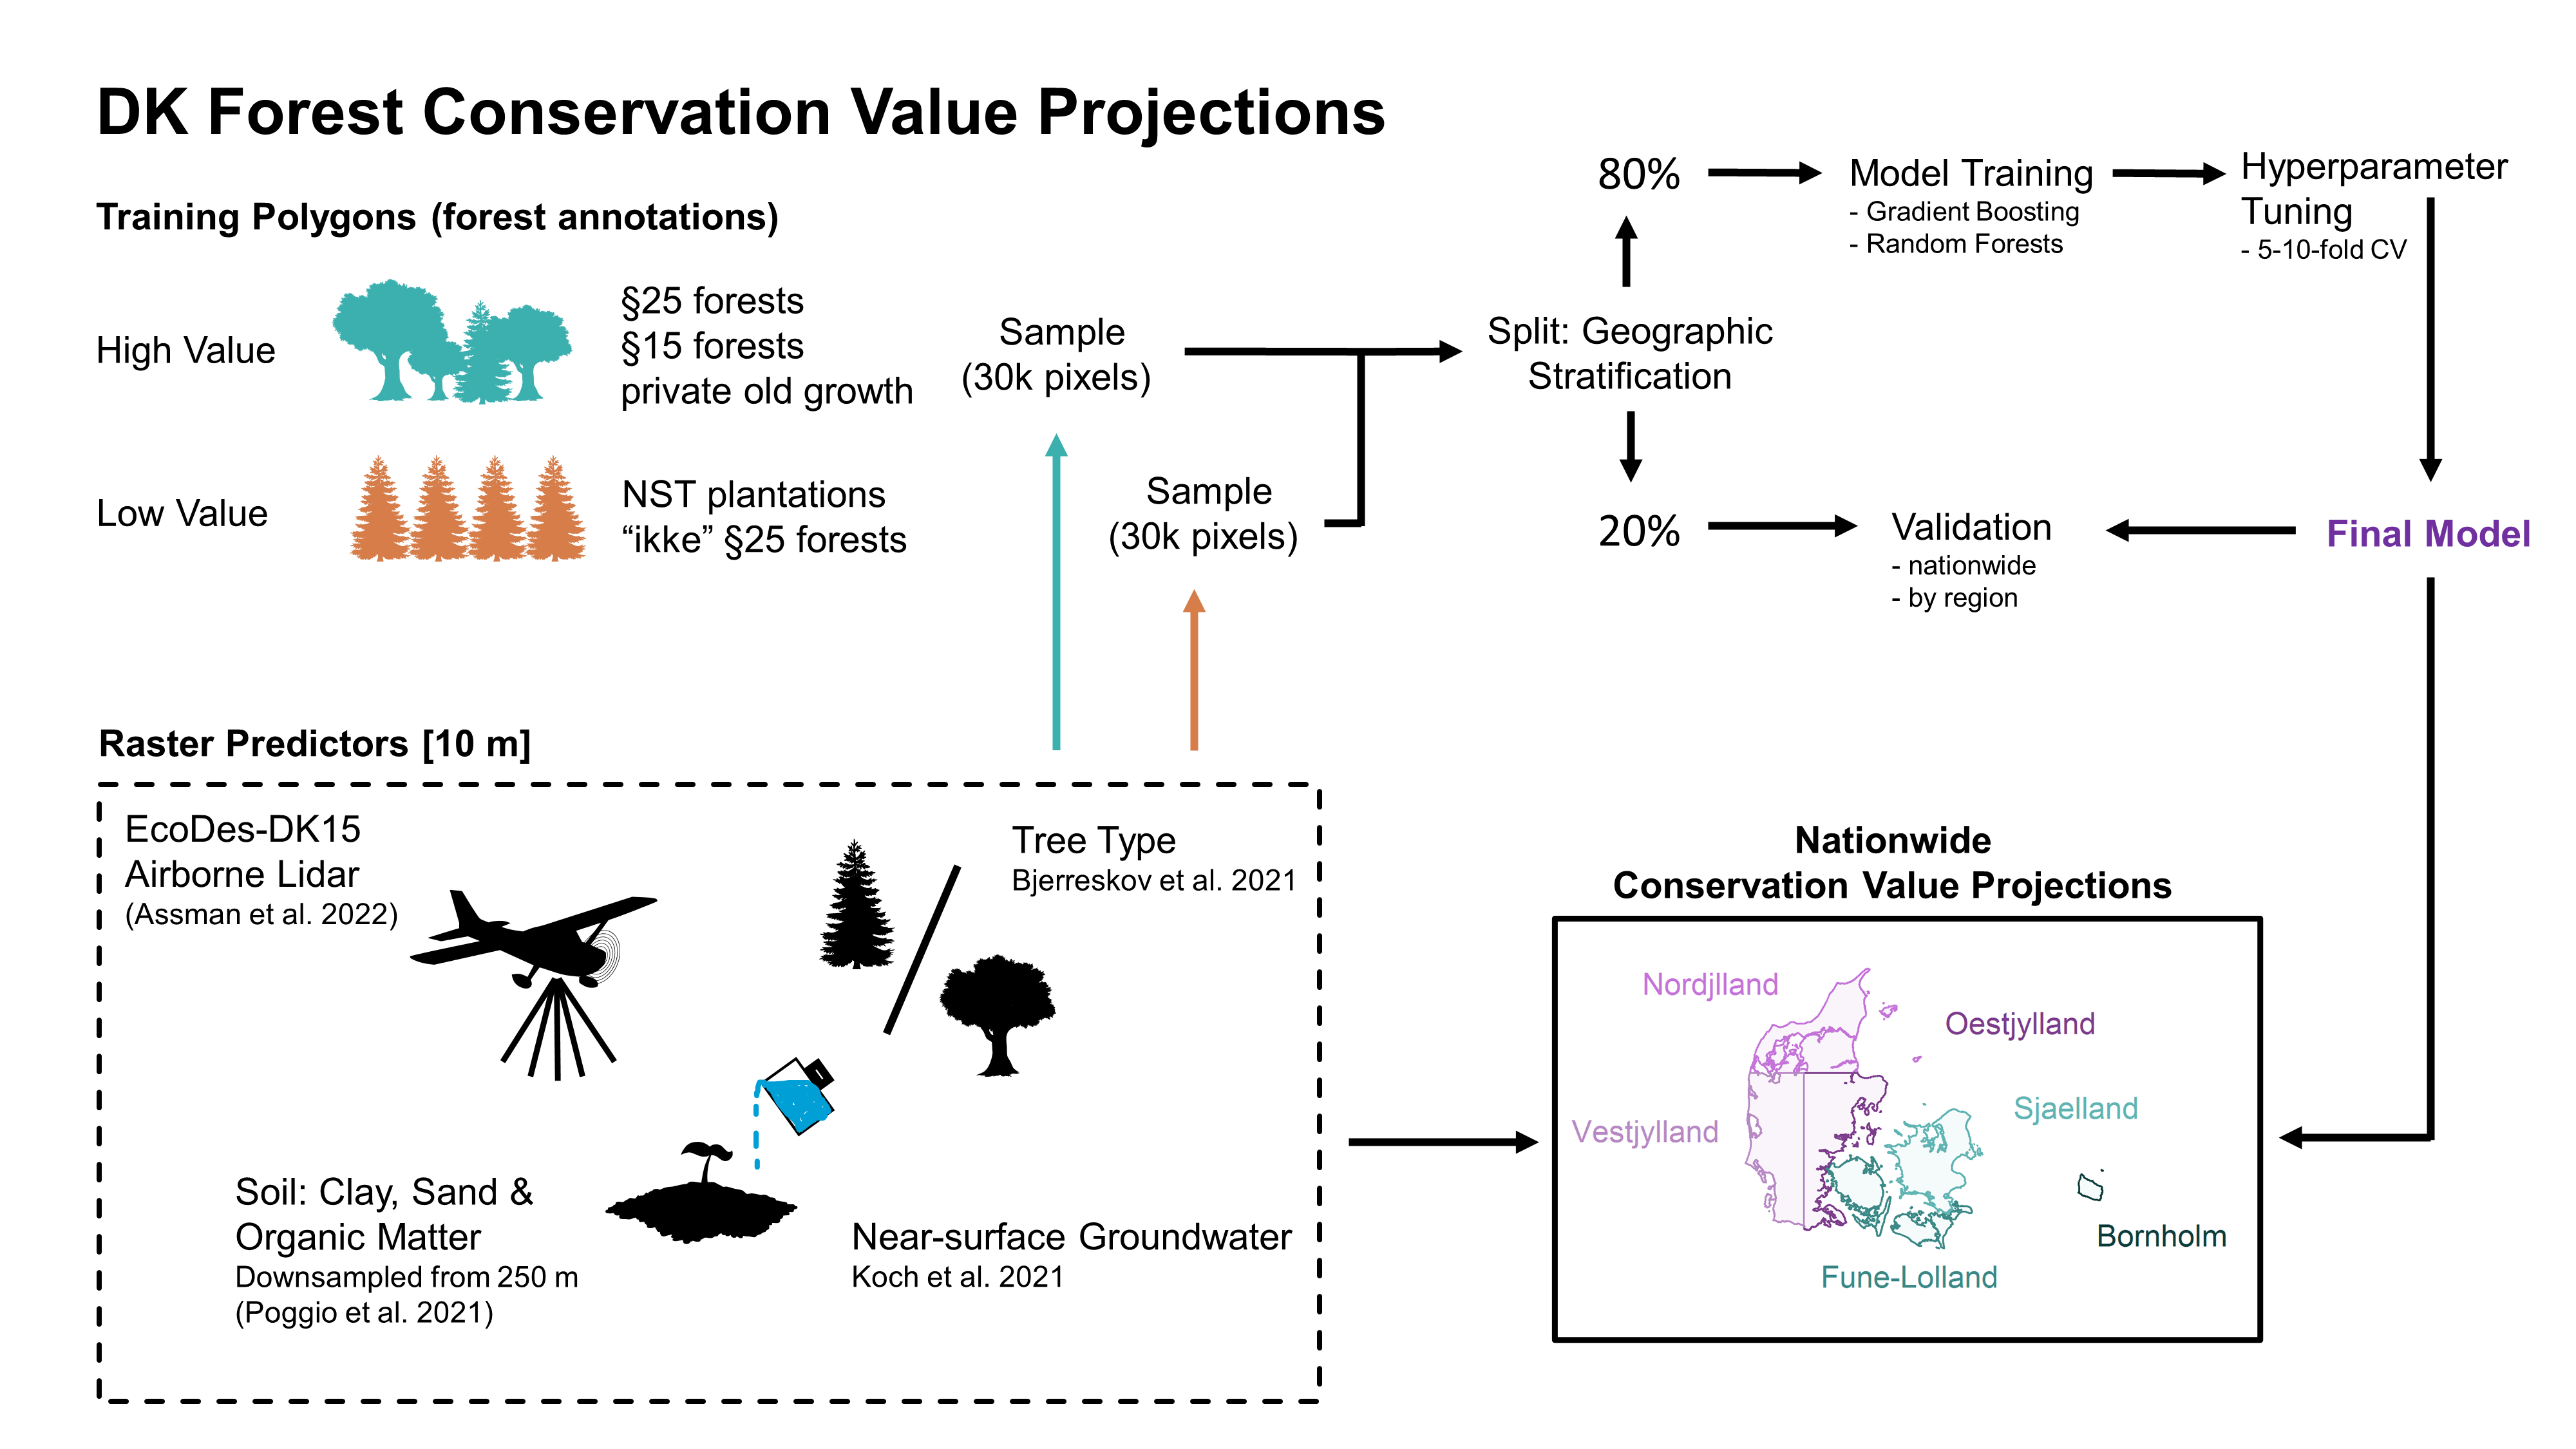 DK Forest Conservation Value Projections
Training Polygons (forest annotations)
High Value
§25 forests
§15 forests
private old growth
Low Value
NST plantations
“ikke” §25 forests
Sample
(30k pixels)
Sample
(30k pixels)
Split: Geographic
Stratification
80%
Model Training
- Gradient Boosting
- Random Forests
Hyperparameter
Tuning
- 5-10-fold CV
20%
Validation
- nationwide
- by region
Final Model
Raster Predictors [10 m]
EcoDes-DK15
Airborne Lidar
(Assman et al. 2022)
Tree Type
Bjerreskov et al. 2021
Soil: Clay, Sand &
Organic Matter
Downsampled from 250 m
(Poggio et al. 2021)
Near-surface Groundwater
Koch et al. 2021
Nationwide
Conservation Value Projections
Nordjlland
Oestjylland
Vestjylland
Sjaelland
Bornholm
Fune-Lolland